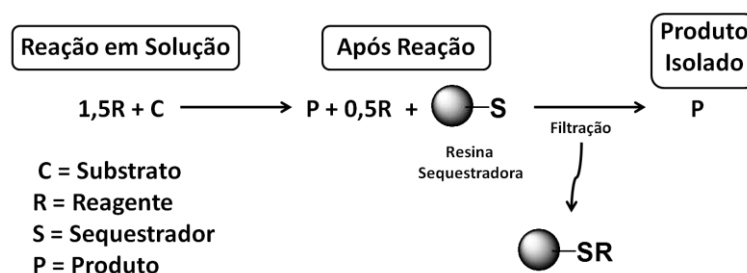 Reação em Solução
Após Reação
Produto
Isolado
1,5R + C
P + 0,5R +
S
P
Resina
Sequestradora
Filtração
C = Substrato
R = Reagente
S = Sequestrador
P = Produto
SR